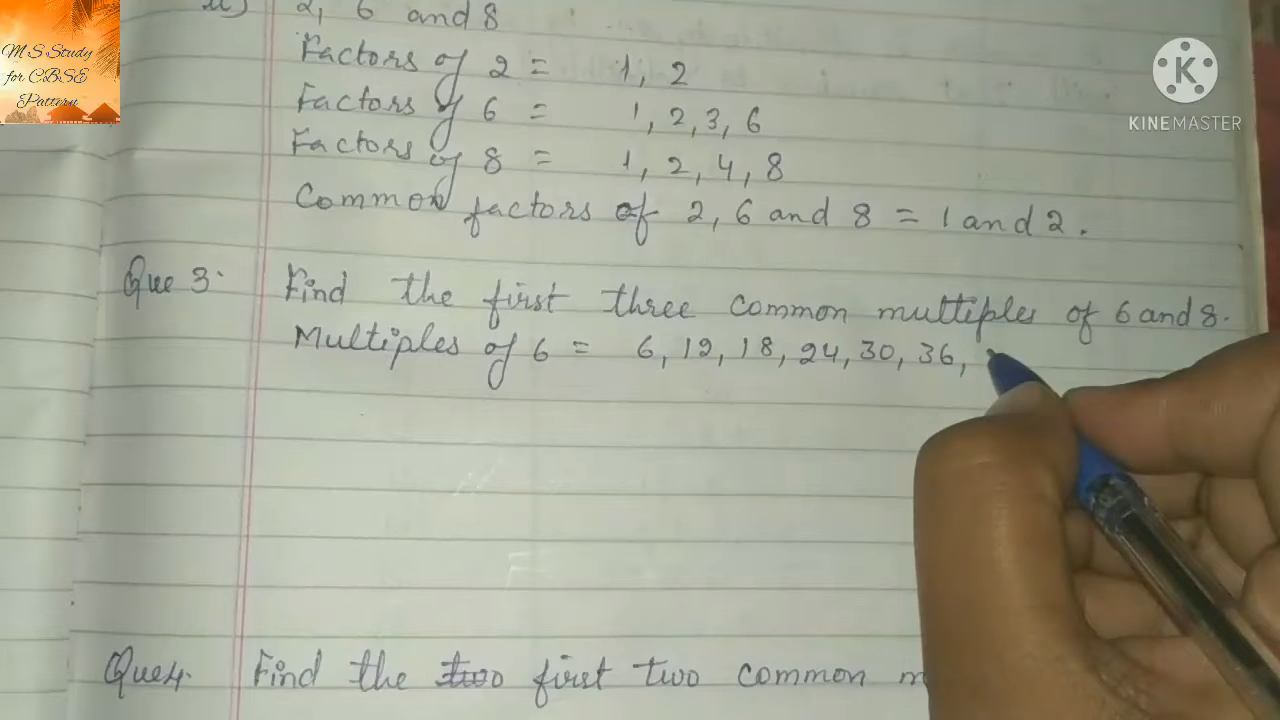 M S Study
for CBSE
Pattern
KINEMASTER
2, 6 and 8
Factors of 2 = 1, 2
Factors of 6 = 1, 2, 3, 6
Factors of 8 = 1, 2, 4, 8
Common factors of 2, 6 and 8 = 1 and 2.
Que 3. Find the first three common multiples of 6 and 8.
Multiples of 6 = 6, 12, 18, 24, 30, 36,
Que 4. Find the two first two common m